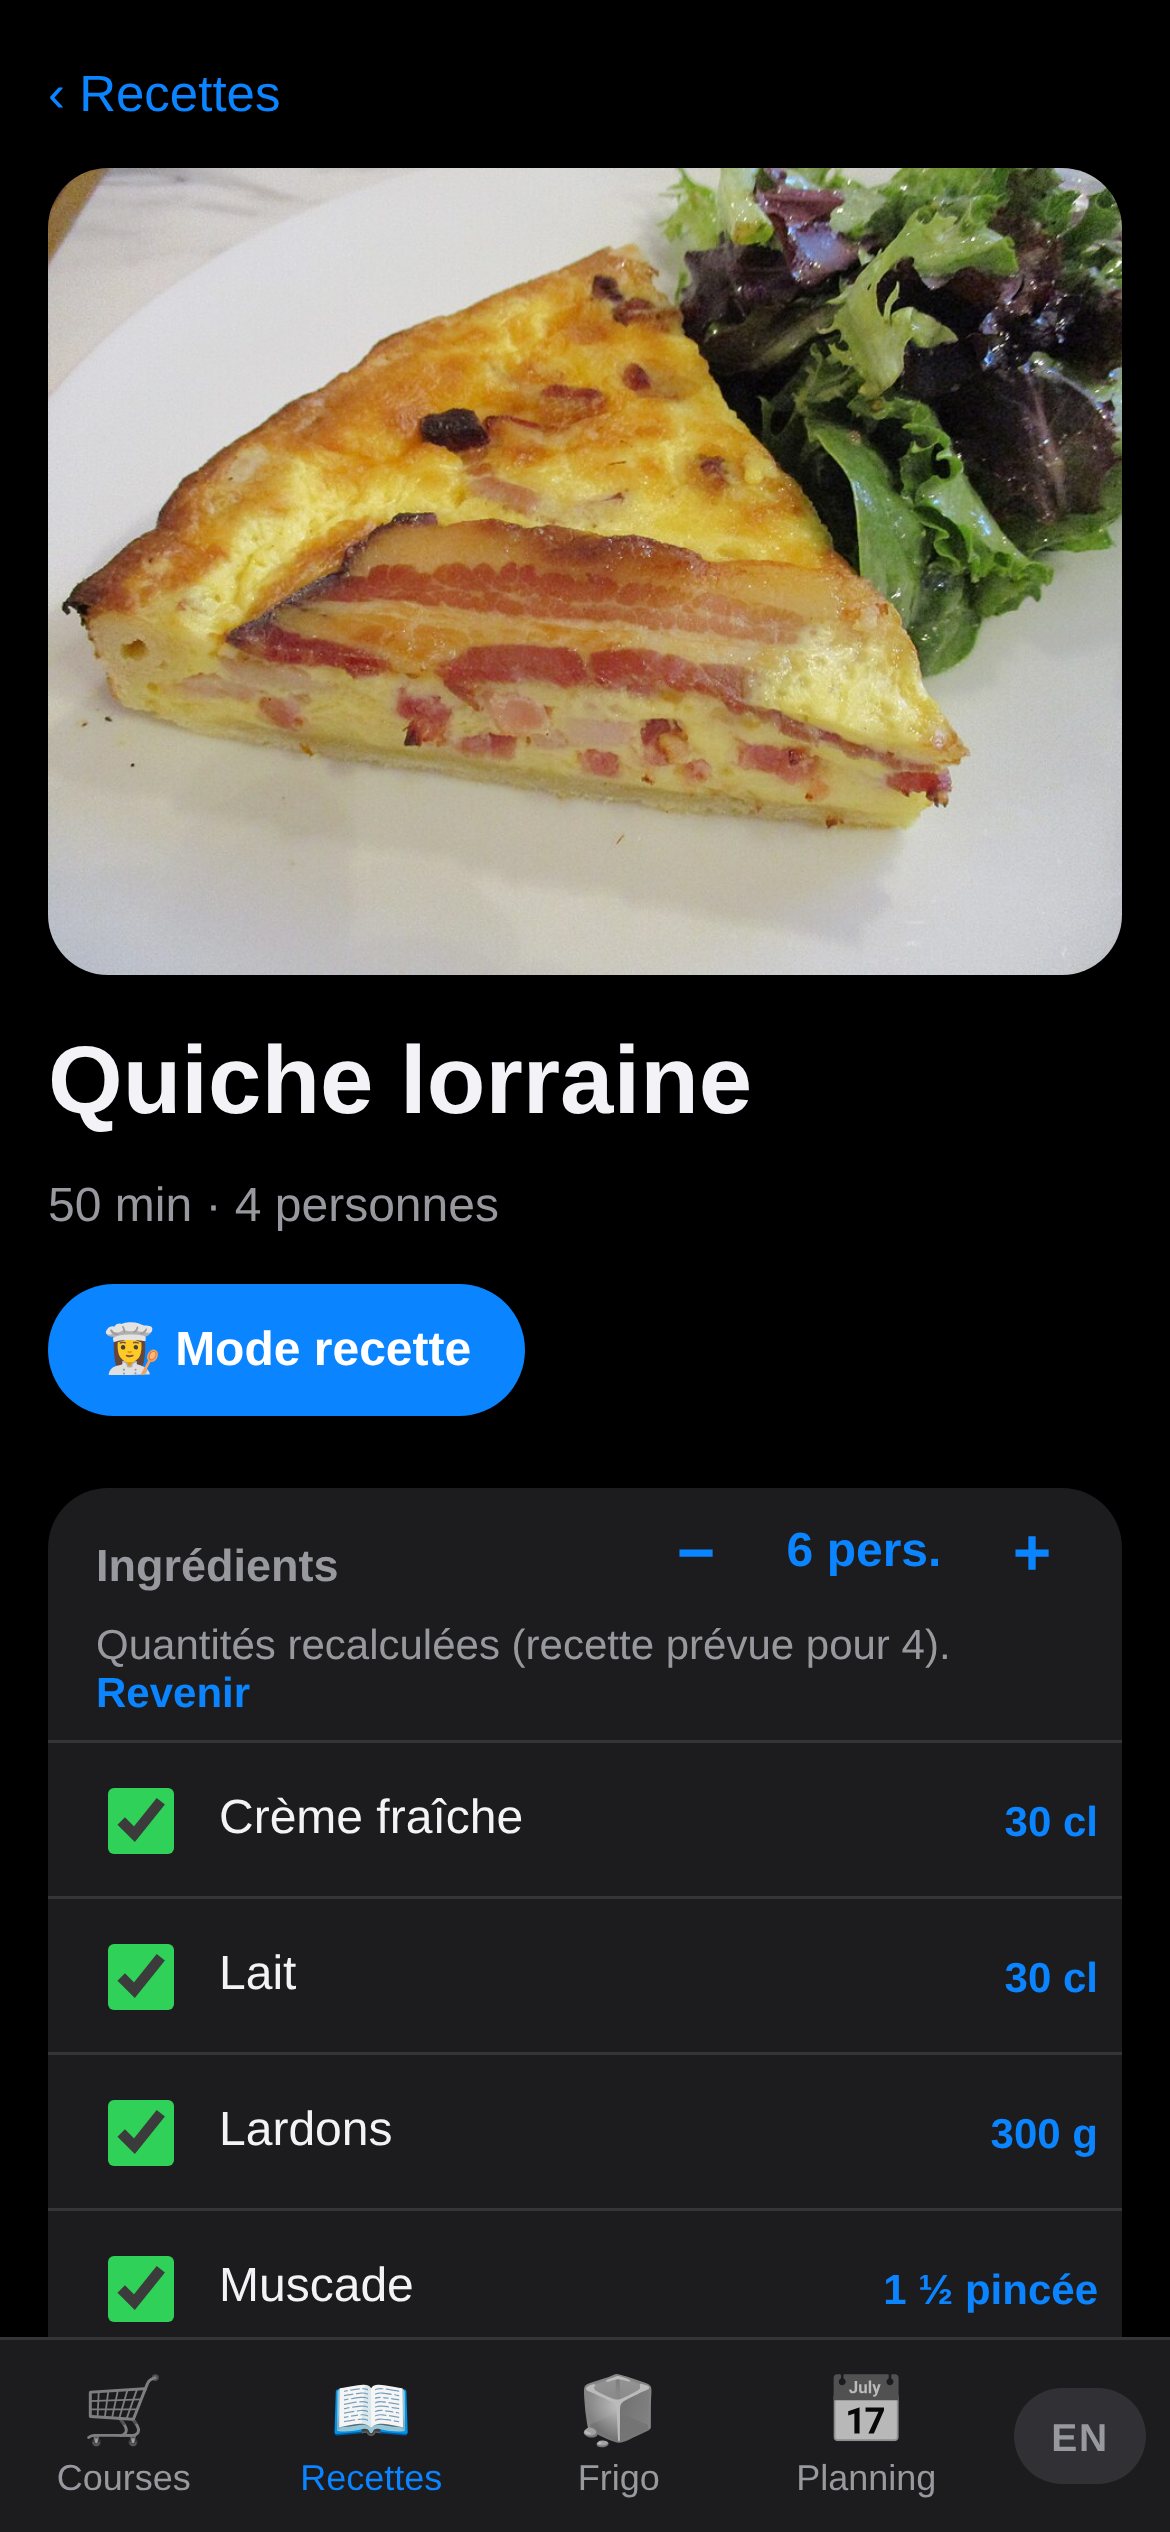 ‹ Recettes
Quiche lorraine
50 min · 4 personnes
Mode recette
Ingrédients
− 6 pers. +
Quantités recalculées (recette prévue pour 4).
Revenir
Crème fraîche 30 cl
Lait 30 cl
Lardons 300 g
Muscade 1 ½ pincée
July
17
Courses Recettes Frigo Planning EN